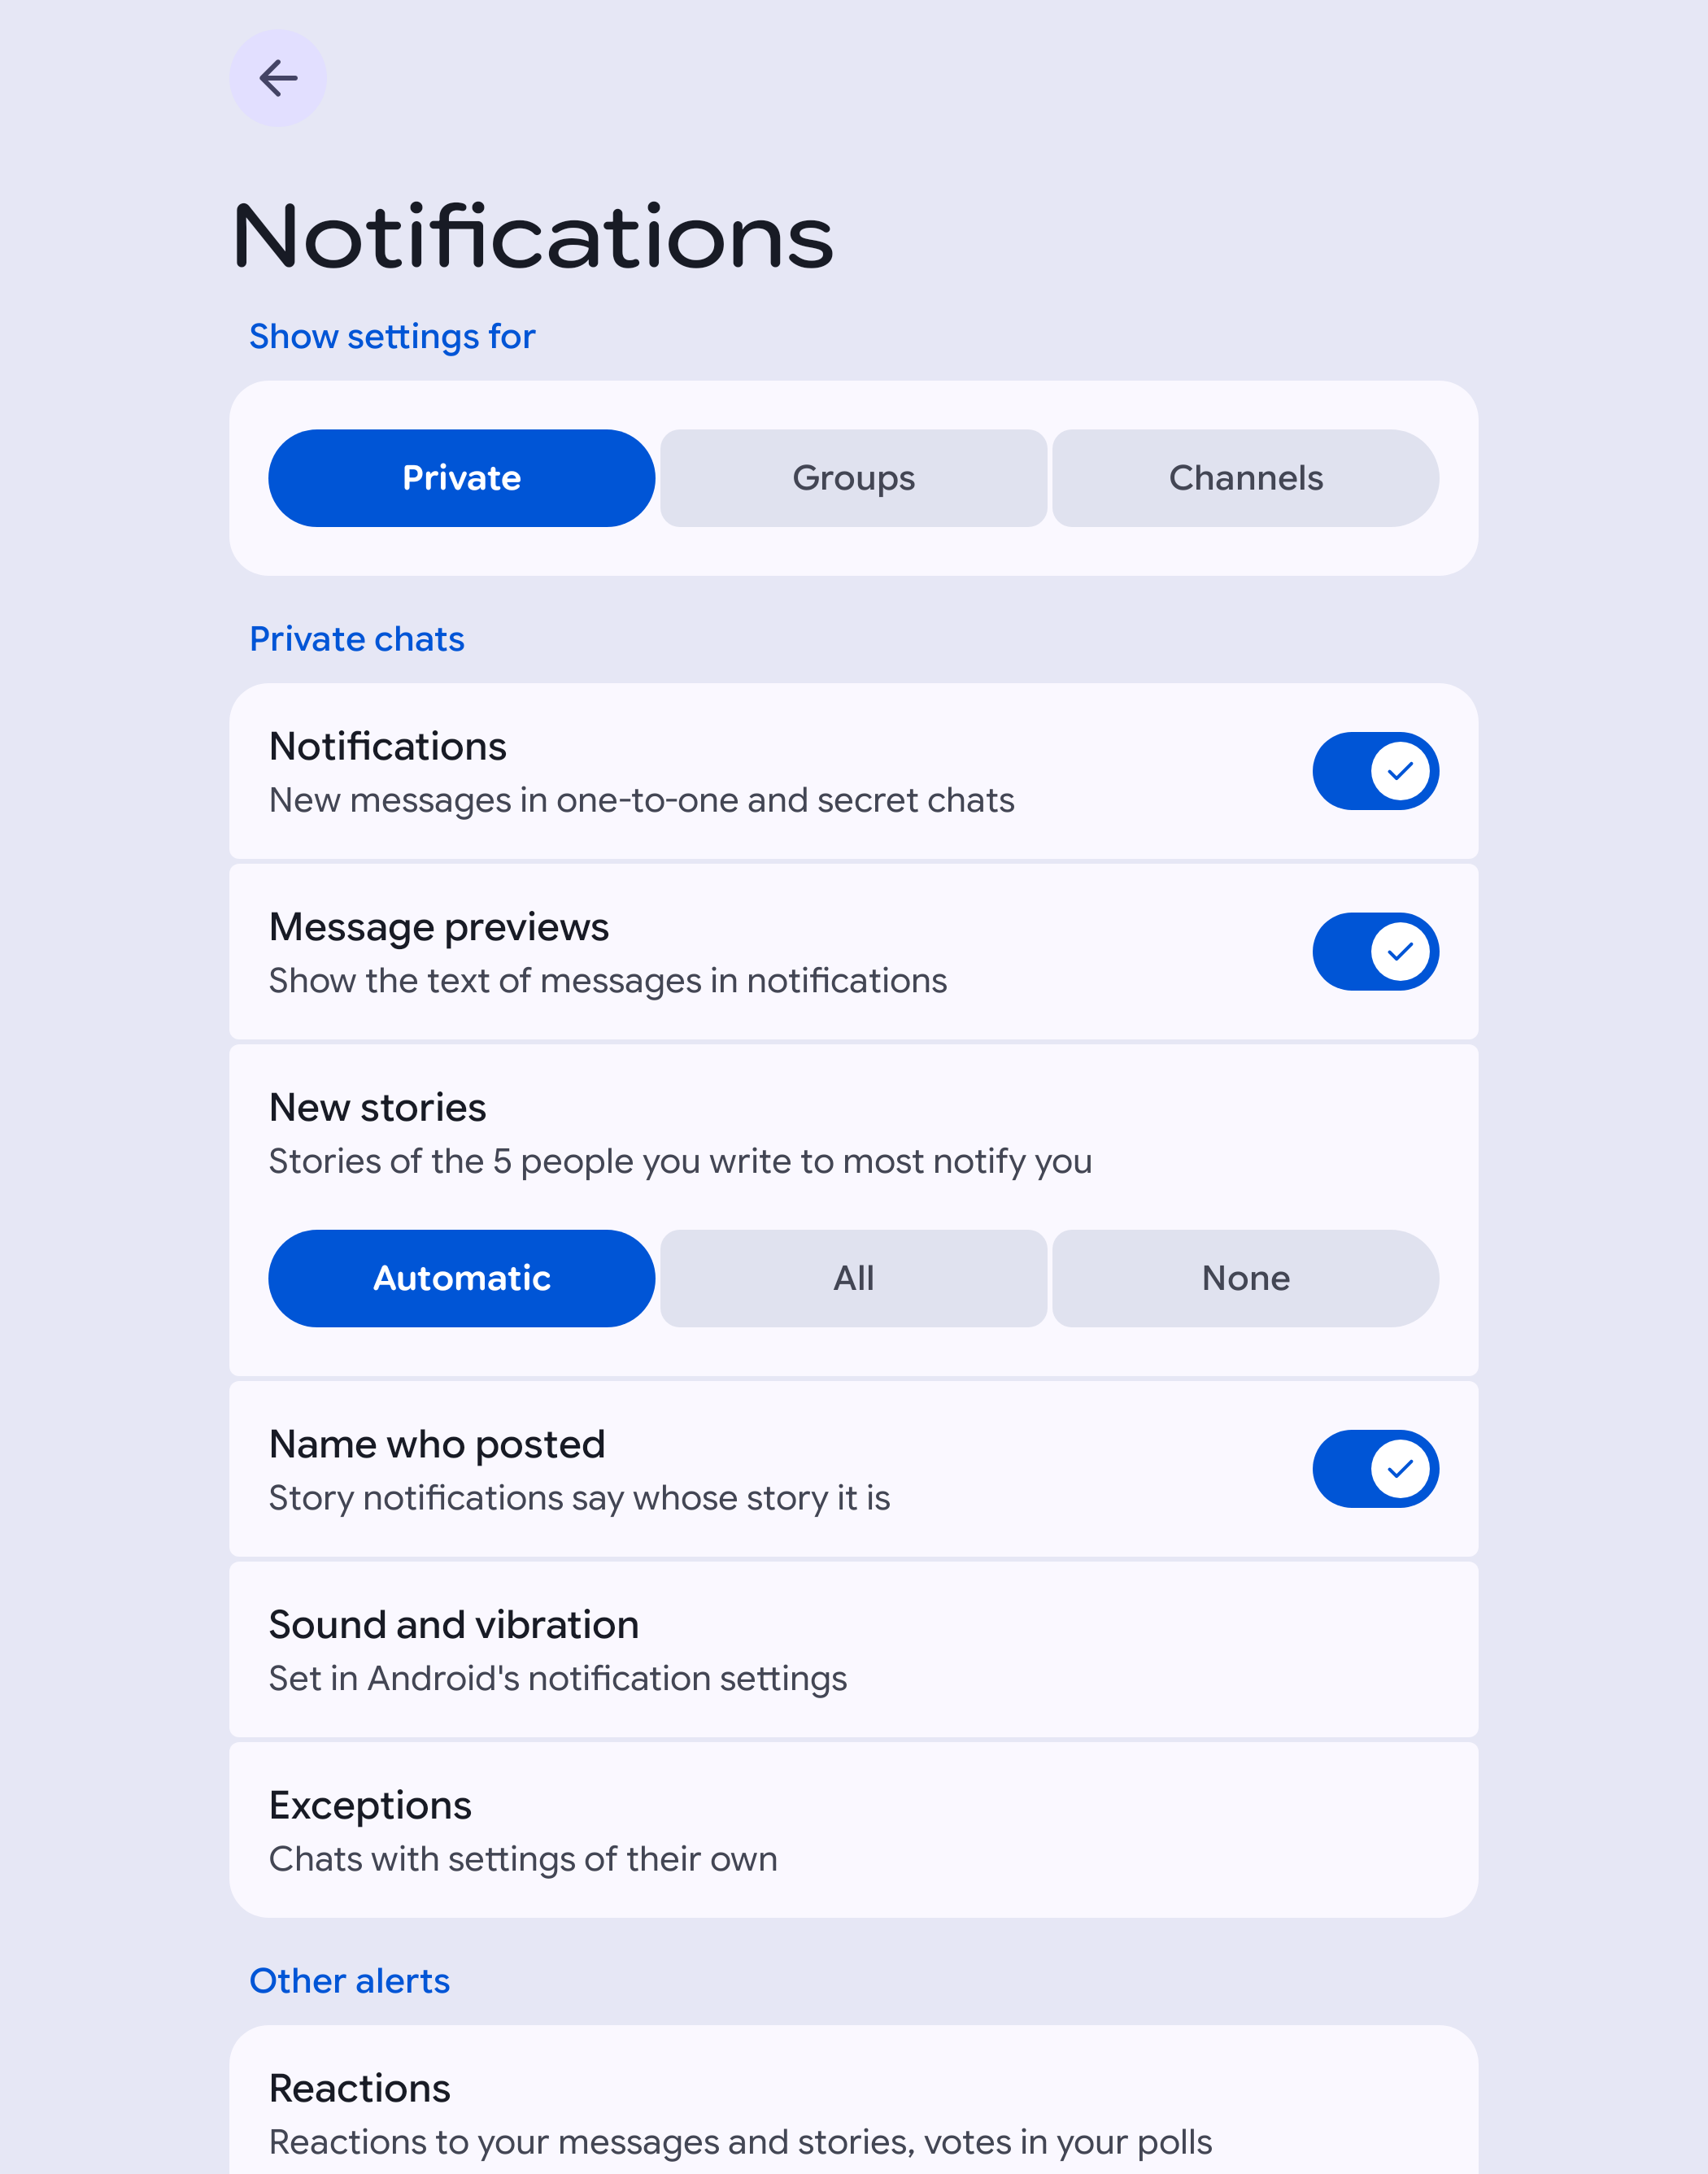 Notifications
Show settings for
Private
Groups
Channels
Private chats
Notifications
New messages in one-to-one and secret chats
Message previews
Show the text of messages in notifications
New stories
Stories of the 5 people you write to most notify you
Automatic
All
None
Name who posted
Story notifications say whose story it is
Sound and vibration
Set in Android's notification settings
Exceptions
Chats with settings of their own
Other alerts
Reactions
Reactions to your messages and stories, votes in your polls